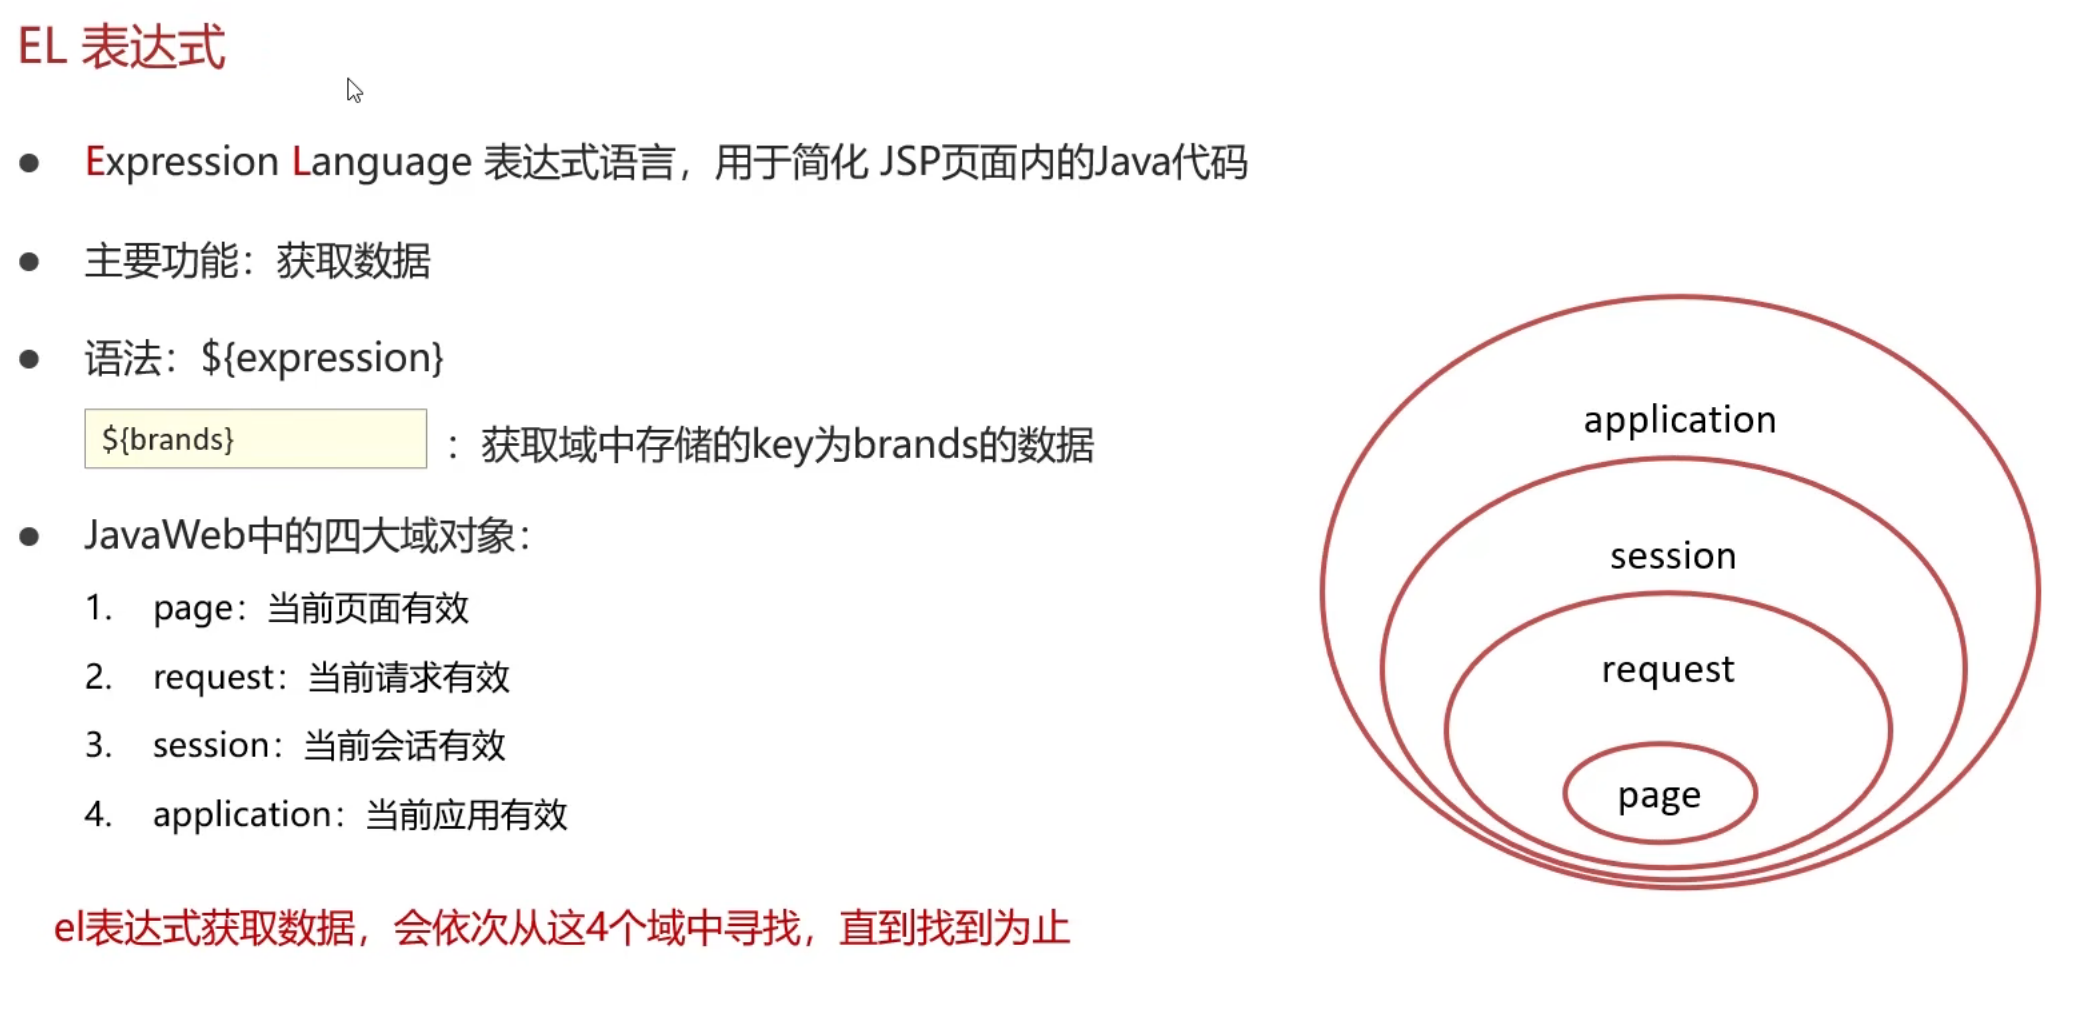 EL 表达式
Expression Language 表达式语言，用于简化 JSP页面内的Java代码
主要功能：获取数据
语法：${expression}
${brands} ：获取域中存储的key为brands的数据
JavaWeb中的四大域对象：
1. page：当前页面有效
2. request：当前请求有效
3. session：当前会话有效
4. application：当前应用有效
el表达式获取数据，会依次从这4个域中寻找，直到找到为止
application
session
request
page